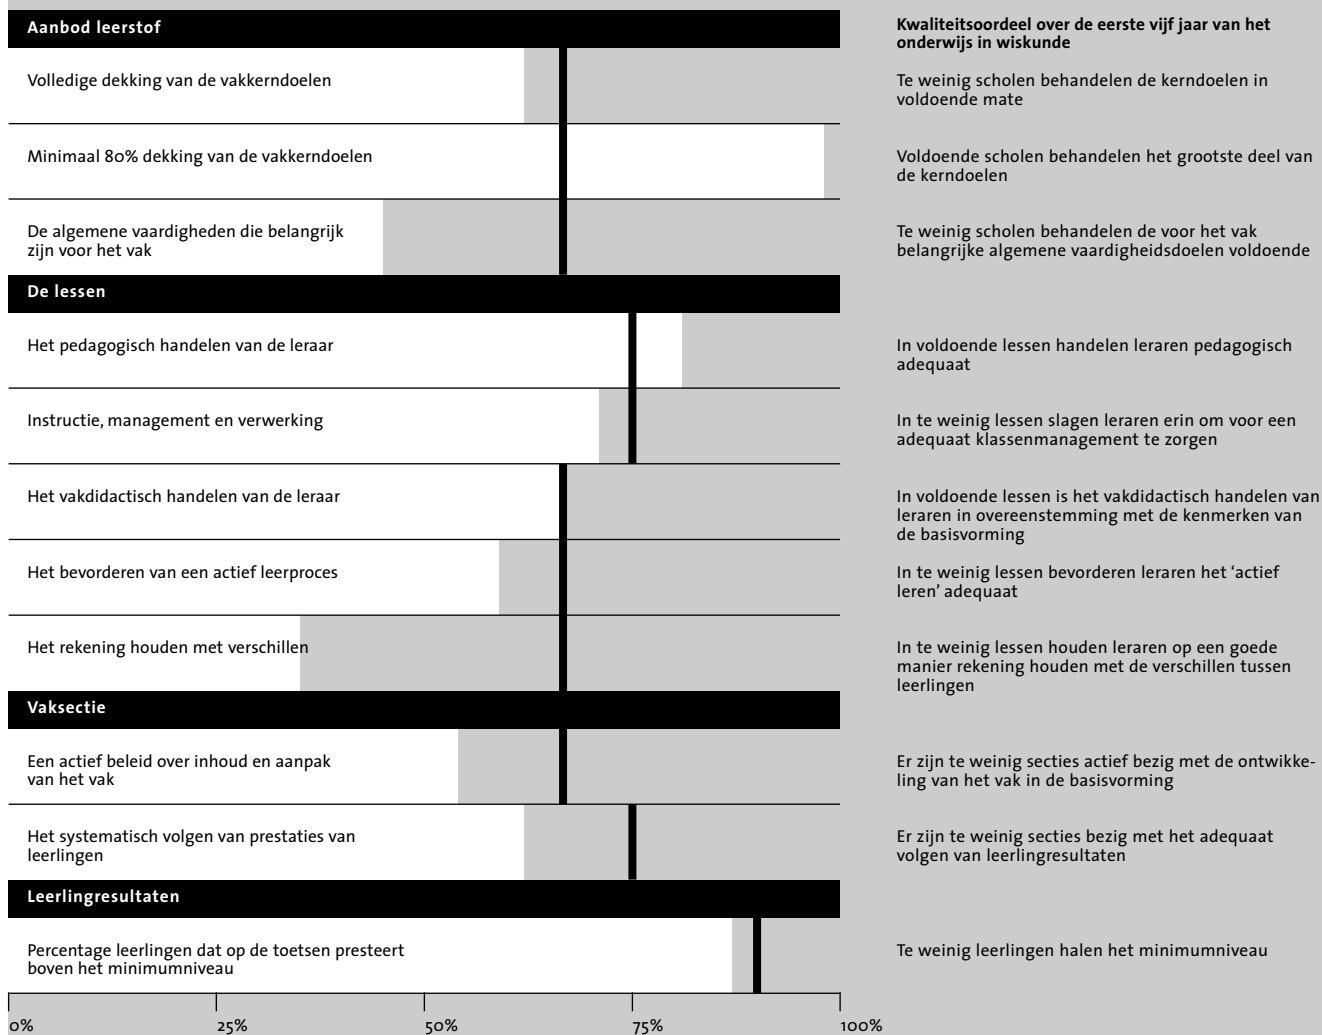 Aanbod leerstof
Kwaliteitsoordeel over de eerste vijf jaar van het
onderwijs in wiskunde
Volledige dekking van de vakkerndoelen
Te weinig scholen behandelen de kerndoelen in
voldoende mate
Minimaal 80% dekking van de vakkerndoelen
Voldoende scholen behandelen het grootste deel van
de kerndoelen
De algemene vaardigheden die belangrijk
zijn voor het vak
Te weinig scholen behandelen de voor het vak
belangrijke algemene vaardigheidsdoelen voldoende
De lessen
Het pedagogisch handelen van de leraar
In voldoende lessen handelen leraren pedagogisch
adequaat
Instructie, management en verwerking
In te weinig lessen slagen leraren erin om voor een
adequaat klassenmanagement te zorgen
Het vakdidactisch handelen van de leraar
In voldoende lessen is het vakdidactisch handelen van
leraren in overeenstemming met de kenmerken van
de basisvorming
Het bevorderen van een actief leerproces
In te weinig lessen bevorderen leraren het ‘actief
leren’ adequaat
Het rekening houden met verschillen
In te weinig lessen houden leraren op een goede
manier rekening houden met de verschillen tussen
leerlingen
Vaksectie
Een actief beleid over inhoud en aanpak
van het vak
Er zijn te weinig secties actief bezig met de ontwikke-
ling van het vak in de basisvorming
Het systematisch volgen van prestaties van
leerlingen
Er zijn te weinig secties bezig met het adequaat
volgen van leerlingresultaten
Leerlingresultaten
Percentage leerlingen dat op de toetsen presteert
boven het minimumniveau
Te weinig leerlingen halen het minimumniveau
0% 25% 50% 75% 100%